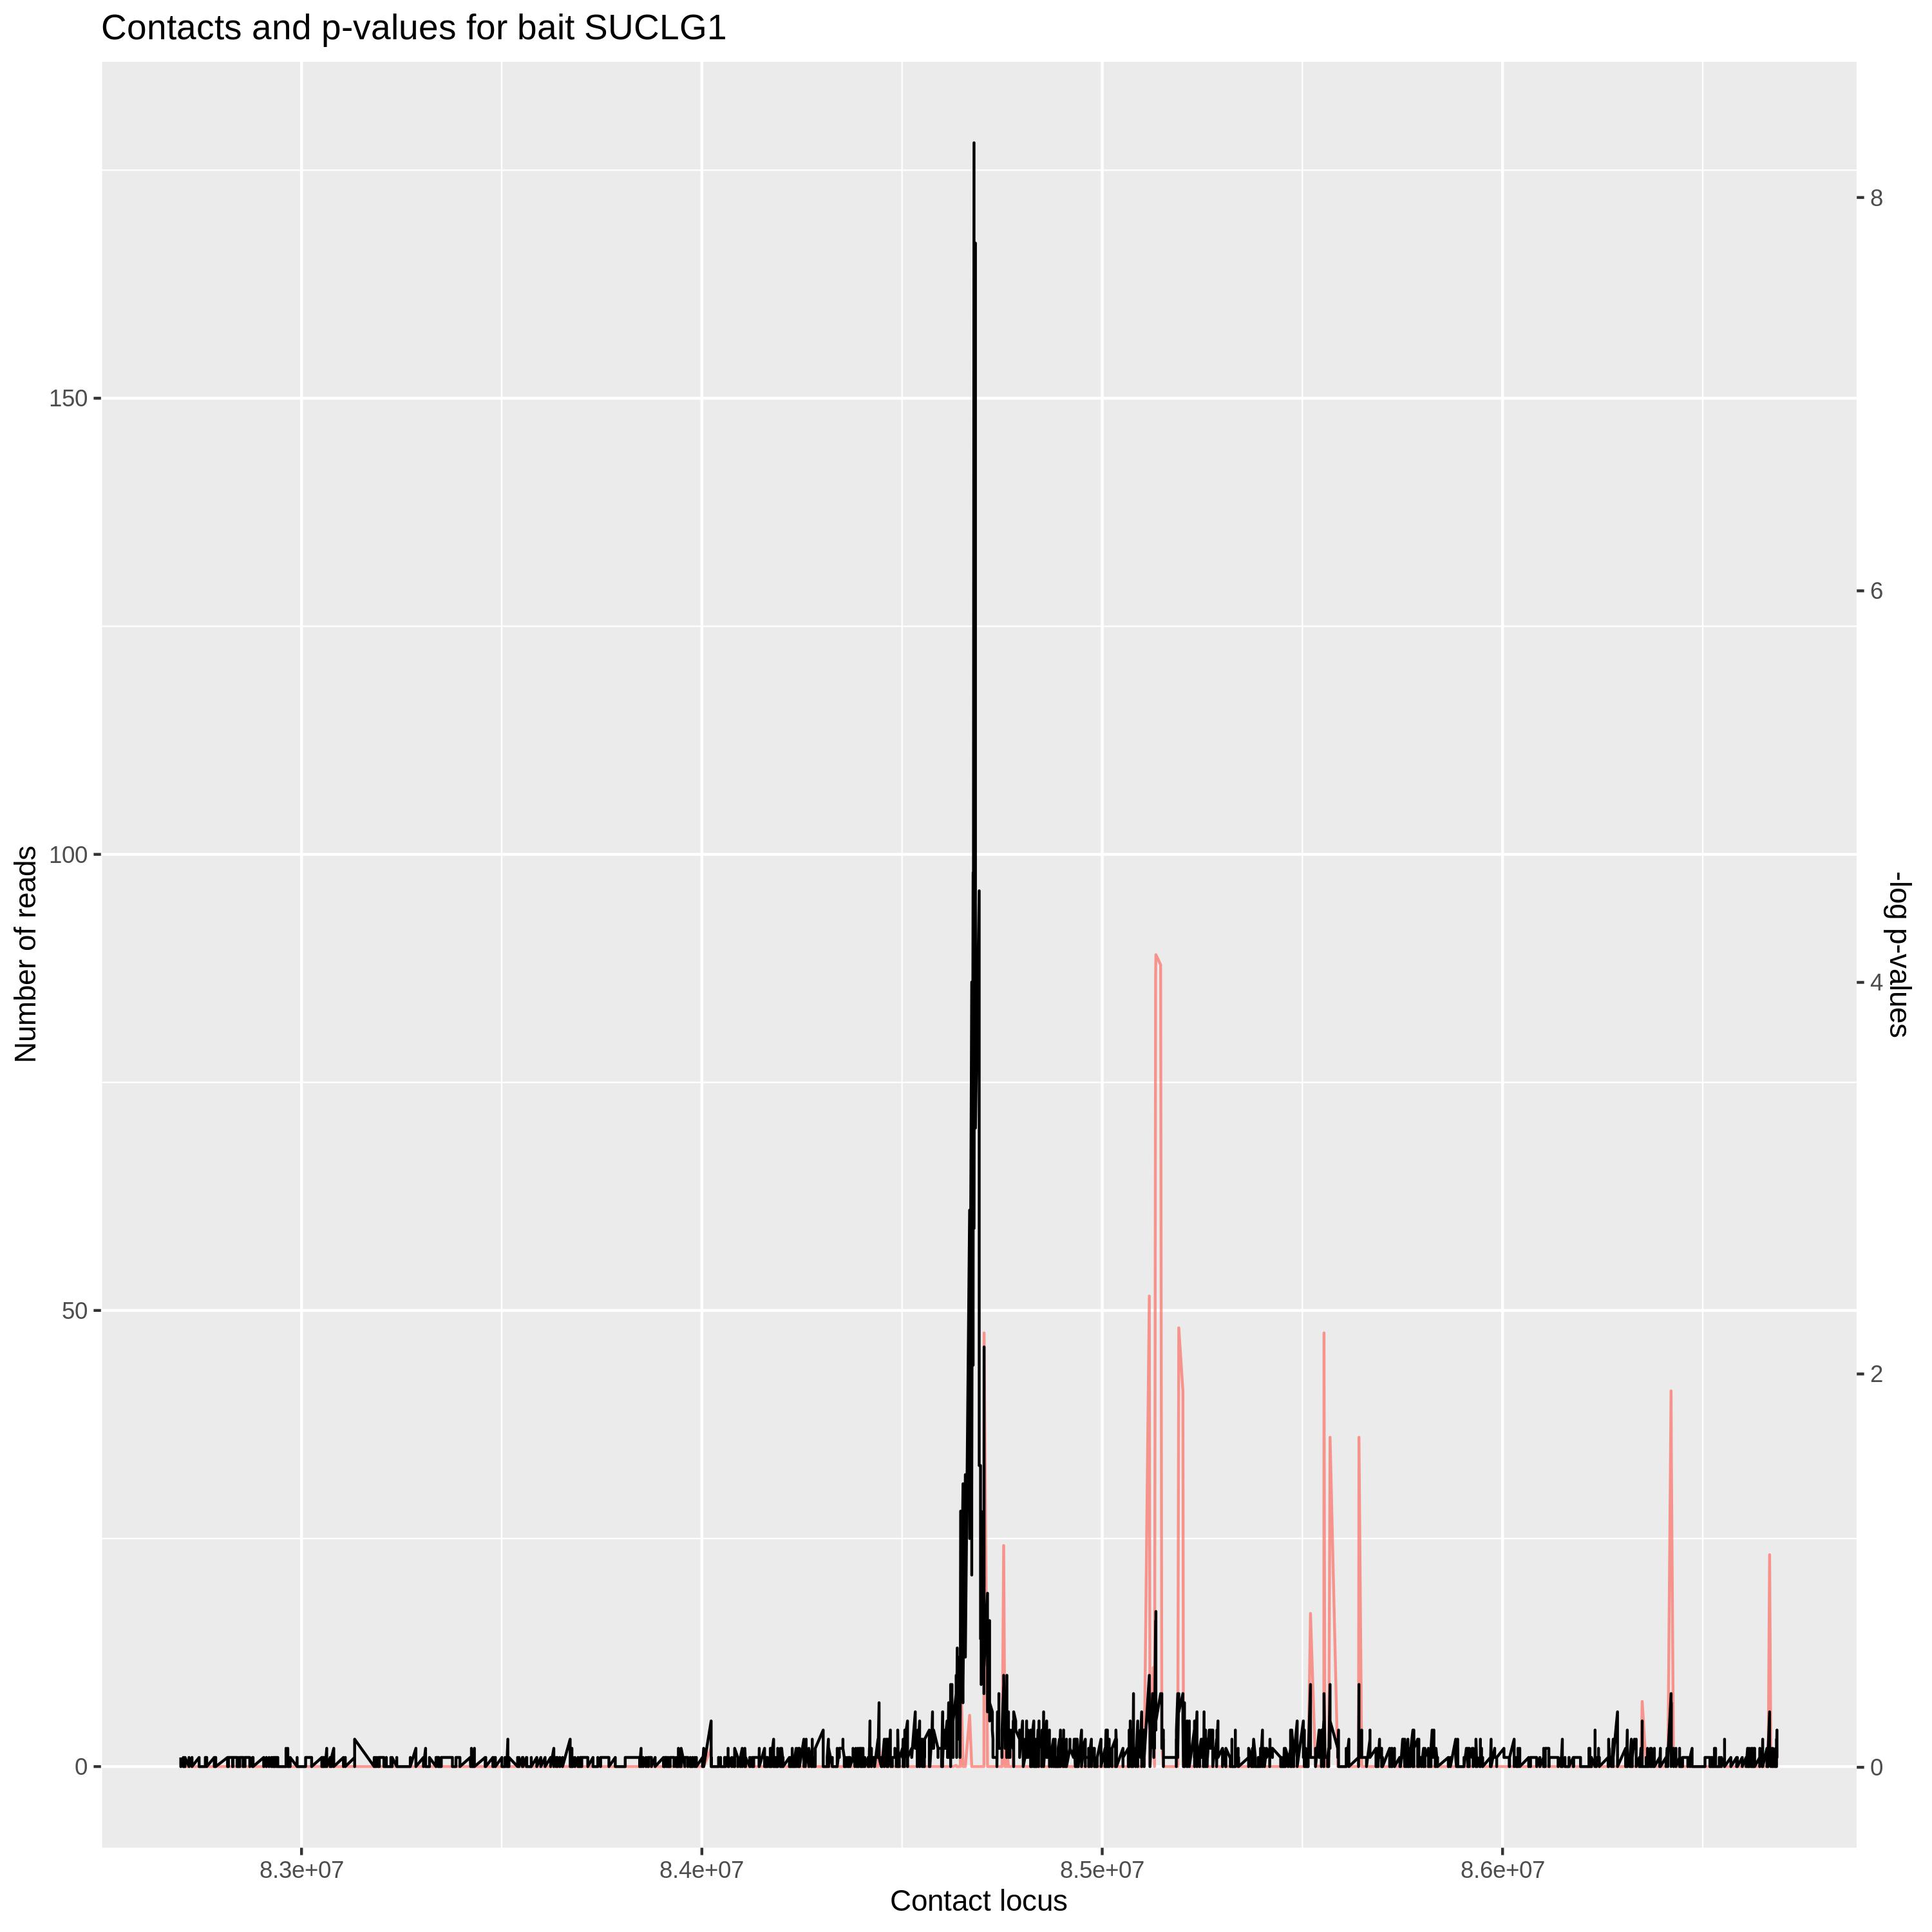 Contacts and p-values for bait SUCLG1
Number of reads
150
100
50
0
8
6
4
2
0
-log p-values
8.3e+07
8.4e+07
8.5e+07
8.6e+07
Contact locus